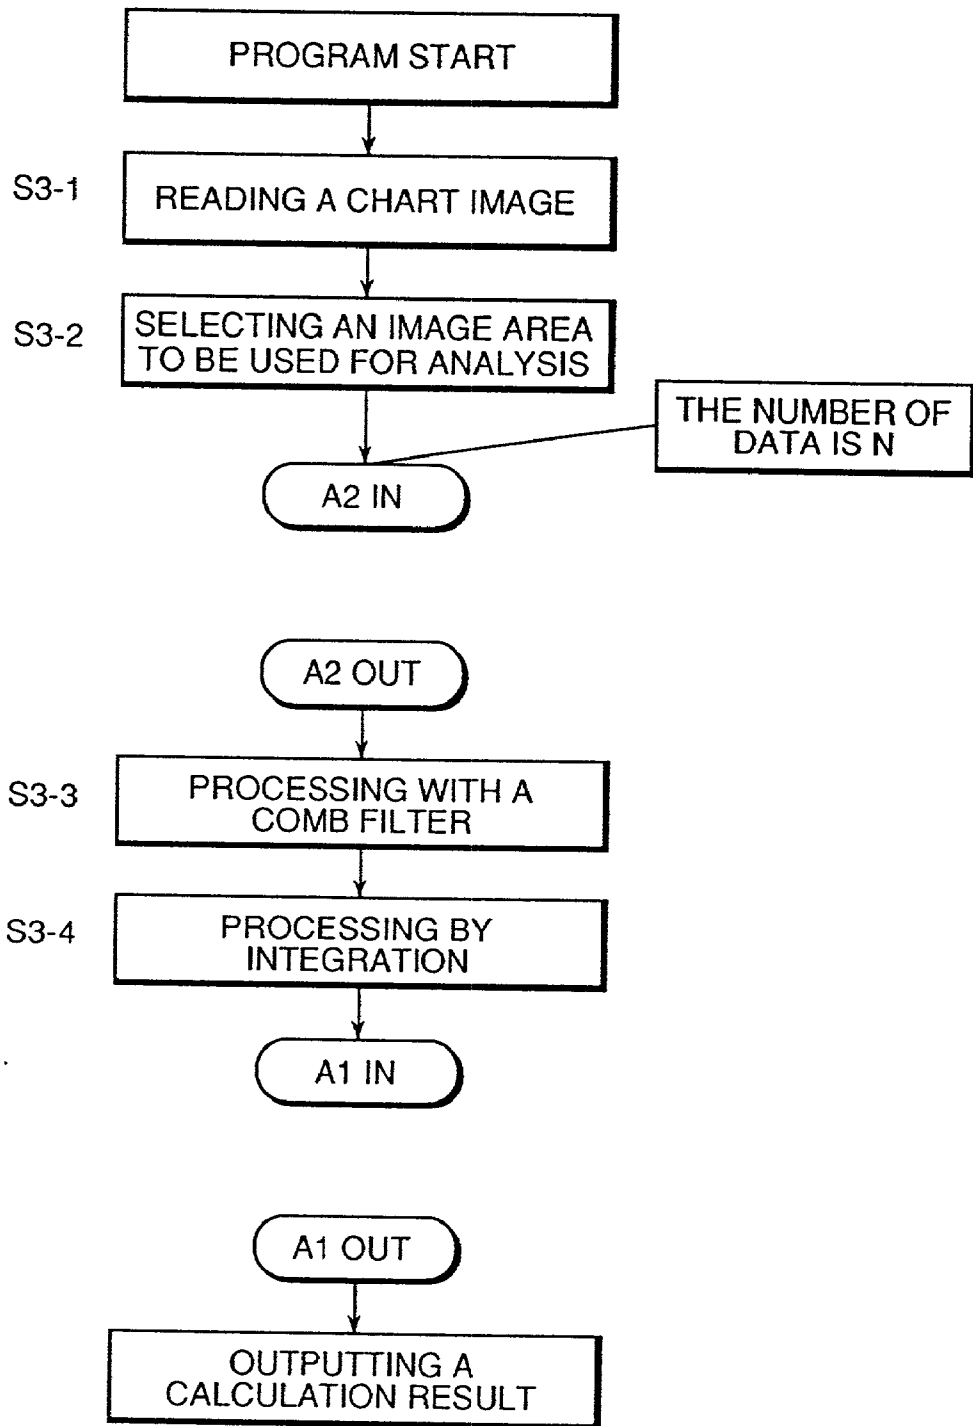 PROGRAM START
S3-1
READING A CHART IMAGE
S3-2
SELECTING AN IMAGE AREA
TO BE USED FOR ANALYSIS
THE NUMBER OF
DATA IS N
A2 IN
A2 OUT
S3-3
PROCESSING WITH A
COMB FILTER
S3-4
PROCESSING BY
INTEGRATION
A1 IN
A1 OUT
OUTPUTTING A
CALCULATION RESULT